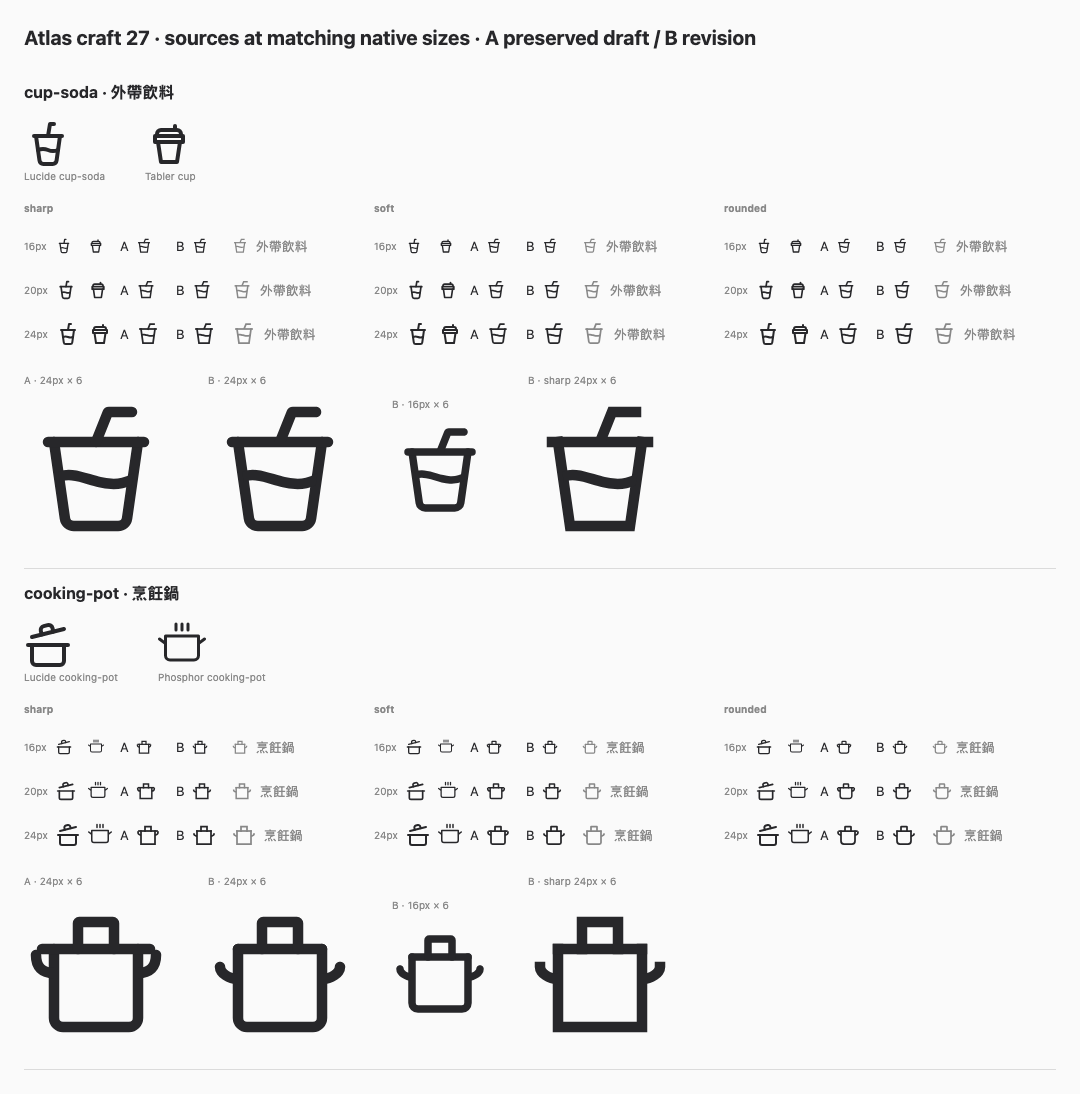 Atlas craft 27 · sources at matching native sizes · A preserved draft / B revision
cup-soda · 外帶飲料
Lucide cup-soda Tabler cup
sharp soft rounded
16px A B 外帶飲料 16px A B 外帶飲料 16px A B 外帶飲料
20px A B 外帶飲料 20px A B 外帶飲料 20px A B 外帶飲料
24px A B 外帶飲料 24px A B 外帶飲料 24px A B 外帶飲料
A · 24px × 6 B · 24px × 6 B · sharp 24px × 6
B · 16px × 6
cooking-pot · 烹飪鍋
Lucide cooking-pot Phosphor cooking-pot
sharp soft rounded
16px A B 烹飪鍋 16px A B 烹飪鍋 16px A B 烹飪鍋
20px A B 烹飪鍋 20px A B 烹飪鍋 20px A B 烹飪鍋
24px A B 烹飪鍋 24px A B 烹飪鍋 24px A B 烹飪鍋
A · 24px × 6 B · 24px × 6 B · sharp 24px × 6
B · 16px × 6